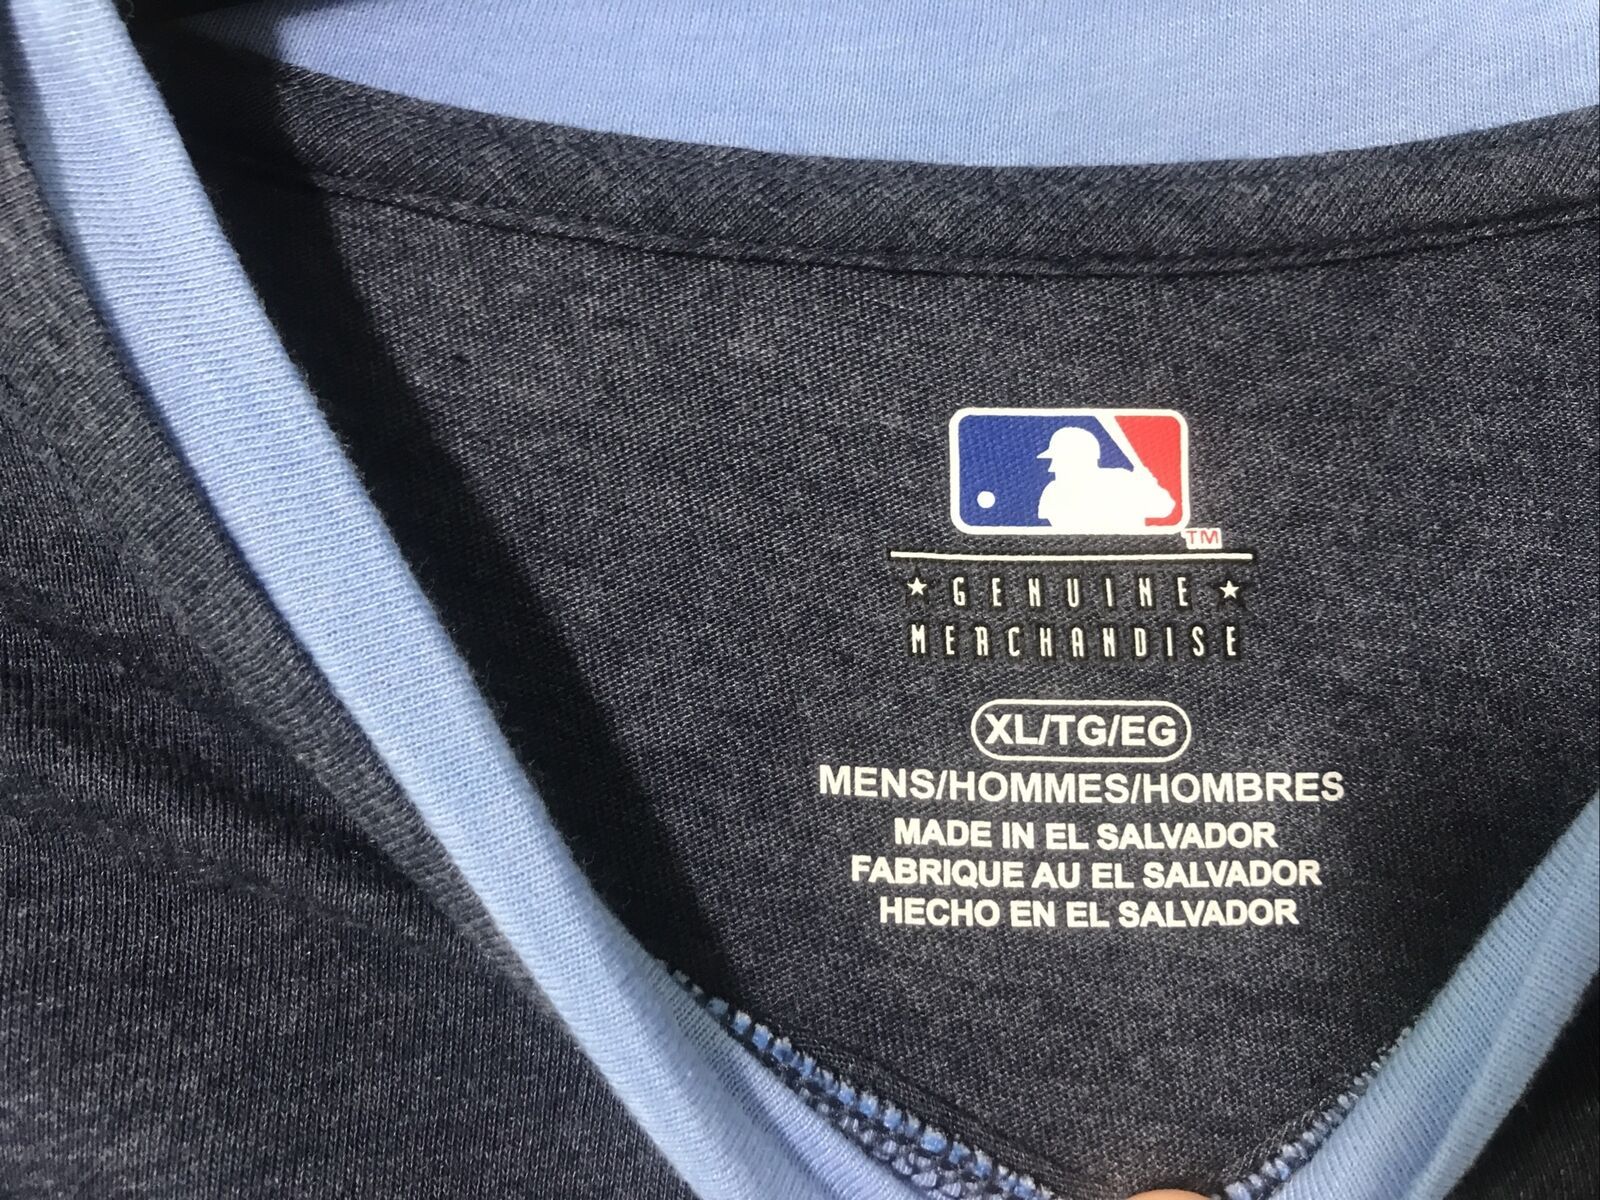 TM
★ GENUINE ★
MERCHANDISE
XL/TG/EG
MENS/HOMMES/HOMBRES
MADE IN EL SALVADOR
FABRIQUE AU EL SALVADOR
HECHO EN EL SALVADOR